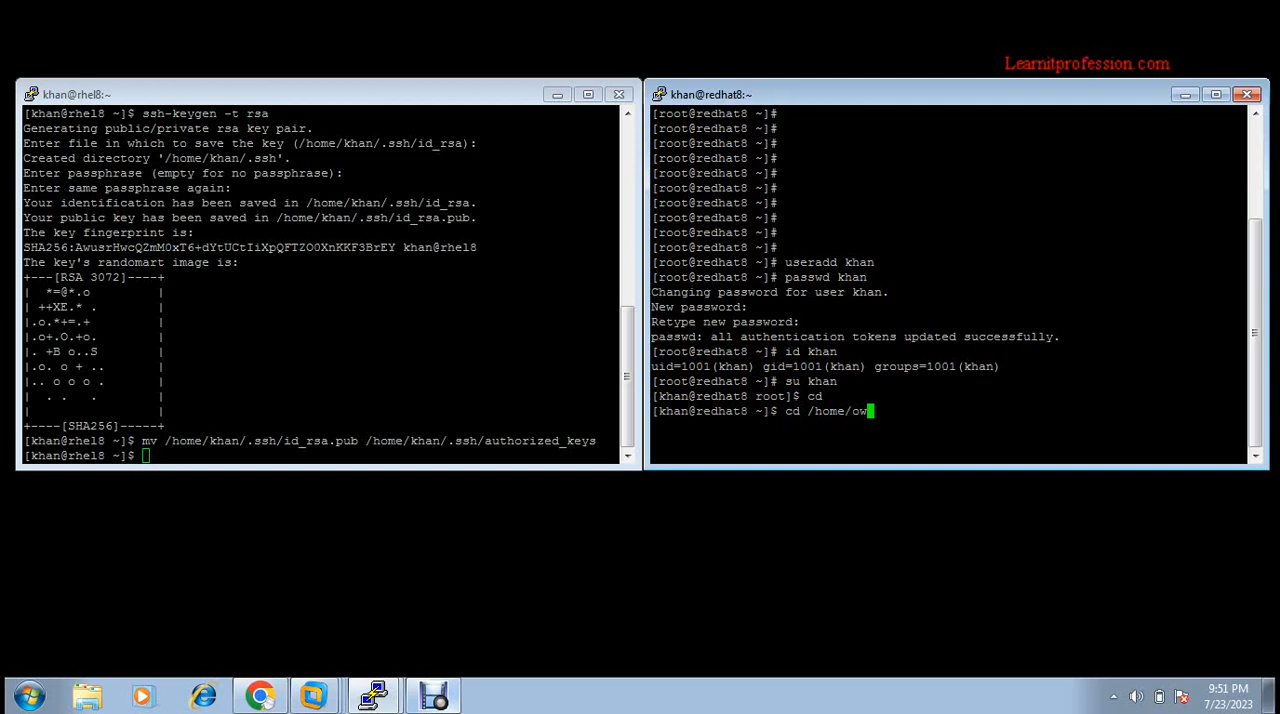 Learnitprofession.com
khan@rhel8:~
[khan@rhel8 ~]$ ssh-keygen -t rsa
Generating public/private rsa key pair.
Enter file in which to save the key (/home/khan/.ssh/id_rsa):
Created directory '/home/khan/.ssh'.
Enter passphrase (empty for no passphrase):
Enter same passphrase again:
Your identification has been saved in /home/khan/.ssh/id_rsa.
Your public key has been saved in /home/khan/.ssh/id_rsa.pub.
The key fingerprint is:
SHA256:AwusrHwcQZmM0xT6+dYtUCtIiXpQFTZO0XnKKF3BrEY khan@rhel8
The key's randomart image is:
+---[RSA 3072]----+
|  *=@*.o         |
| ++XE.* .        |
|.o.*+=.+         |
|.o+.O.+o.        |
|. +B o..S        |
|.o. o + ..       |
|.. o o o .       |
|  . .  .         |
|                 |
+----[SHA256]-----+
[khan@rhel8 ~]$ mv /home/khan/.ssh/id_rsa.pub /home/khan/.ssh/authorized_keys
[khan@rhel8 ~]$
khan@redhat8:~
[root@redhat8 ~]#
[root@redhat8 ~]#
[root@redhat8 ~]#
[root@redhat8 ~]#
[root@redhat8 ~]#
[root@redhat8 ~]#
[root@redhat8 ~]#
[root@redhat8 ~]#
[root@redhat8 ~]#
[root@redhat8 ~]#
[root@redhat8 ~]# useradd khan
[root@redhat8 ~]# passwd khan
Changing password for user khan.
New password:
Retype new password:
passwd: all authentication tokens updated successfully.
[root@redhat8 ~]# id khan
uid=1001(khan) gid=1001(khan) groups=1001(khan)
[root@redhat8 ~]# su khan
[khan@redhat8 root]$ cd
[khan@redhat8 ~]$ cd /home/ow
9:51 PM
7/23/2023